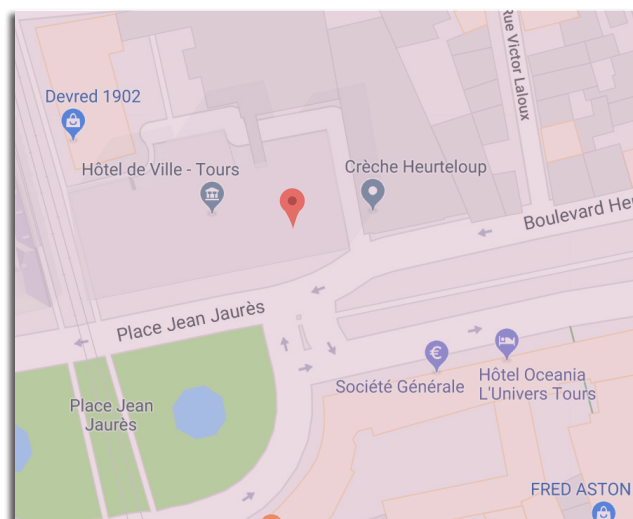 Rue Victor Laloux
Devred 1902
Hôtel de Ville - Tours
Crèche Heurteloup
Boulevard He
Place Jean Jaurès
Place Jean
Jaurès
Société Générale
Hôtel Oceania
L'Univers Tours
FRED ASTON